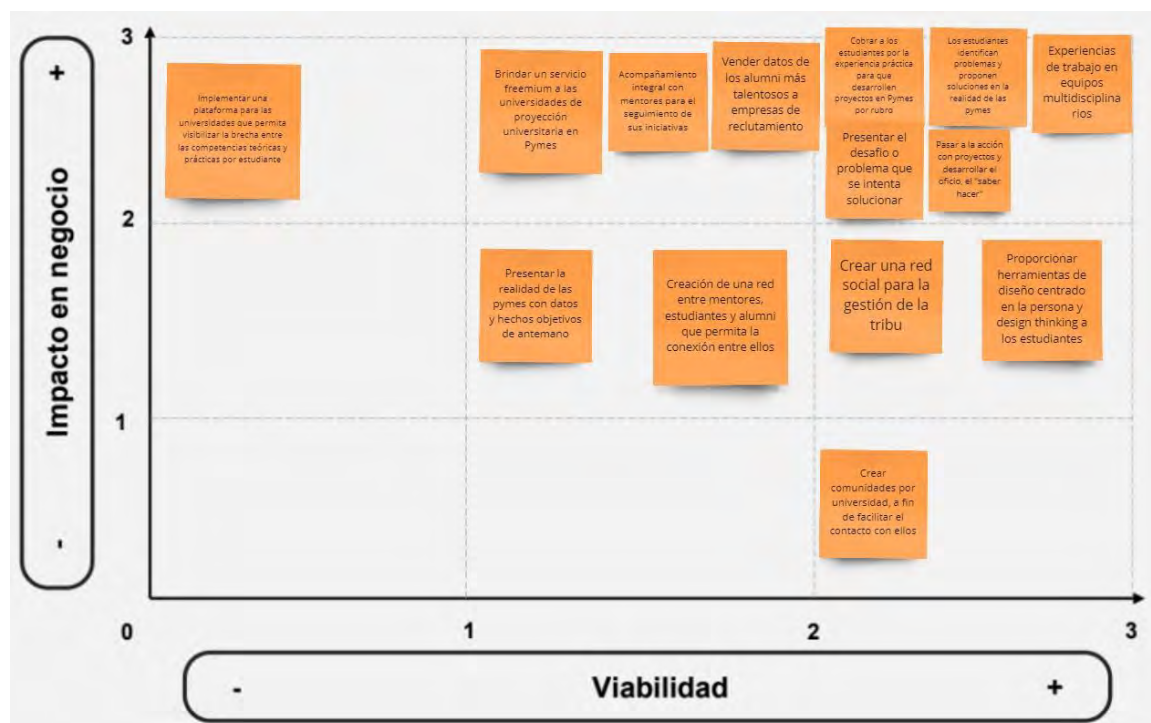 3
+
Impacto en negocio
-
2
1
Implementar una
plataforma para las
universidades que permita
visibilizar la brecha entre
las competencias teóricas y
prácticas por estudiante
Brindar un servicio
freemium a las
universidades de
proyección
universitaria en
Pymes
Acompañamiento
integral con
mentores para el
seguimiento de
sus iniciativas
Vender datos de
los alumni más
talentosos a
empresas de
reclutamiento
Cobrar a los
estudiantes por la
experiencia práctica
para que
desarrollen
proyectos en Pymes
por rubro
Los estudiantes
identifican
problemas y
proponen
soluciones en la
realidad de las
pymes
Experiencias
de trabajo en
equipos
multidisciplina
rios
Presentar el
desafío o
problema que
se intenta
solucionar
Pasar a la acción
con proyectos y
desarrollar el
oficio, el "saber
hacer"
Presentar la
realidad de las
pymes con datos
y hechos objetivos
de antemano
Creación de una red
entre mentores,
estudiantes y alumni
que permita la
conexión entre ellos
Crear una red
social para la
gestión de la
tribu
Proporcionar
herramientas de
diseño centrado
en la persona y
design thinking a
los estudiantes
Crear
comunidades por
universidad, a fin
de facilitar el
contacto con ellos
0
1
2
3
- Viabilidad +